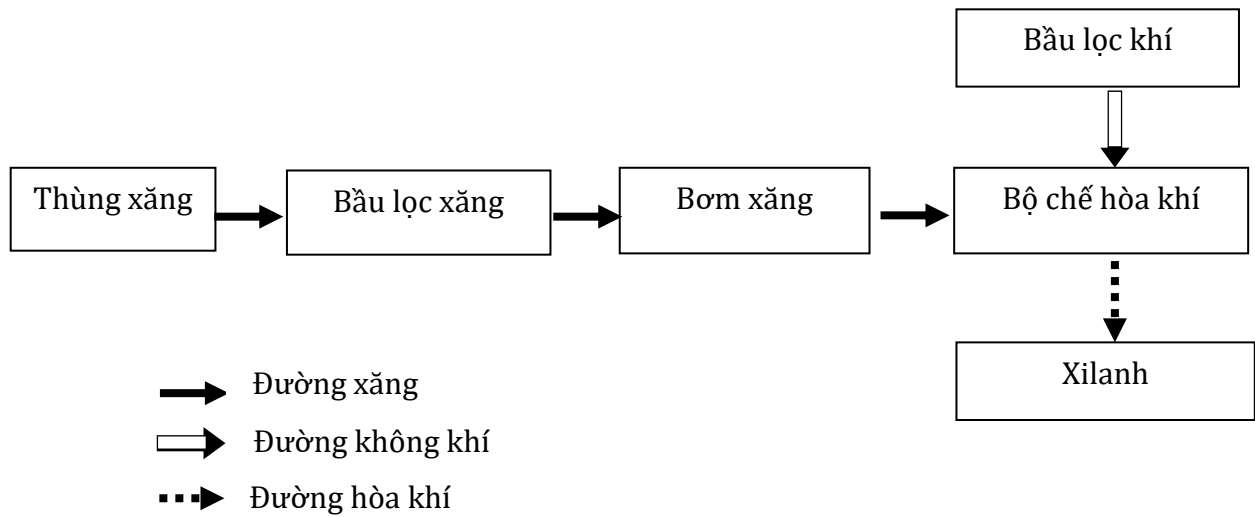 Bầu lọc khí
Thùng xăng
Bầu lọc xăng
Bơm xăng
Bộ chế hòa khí
Xilanh
Đường xăng
Đường không khí
Đường hòa khí